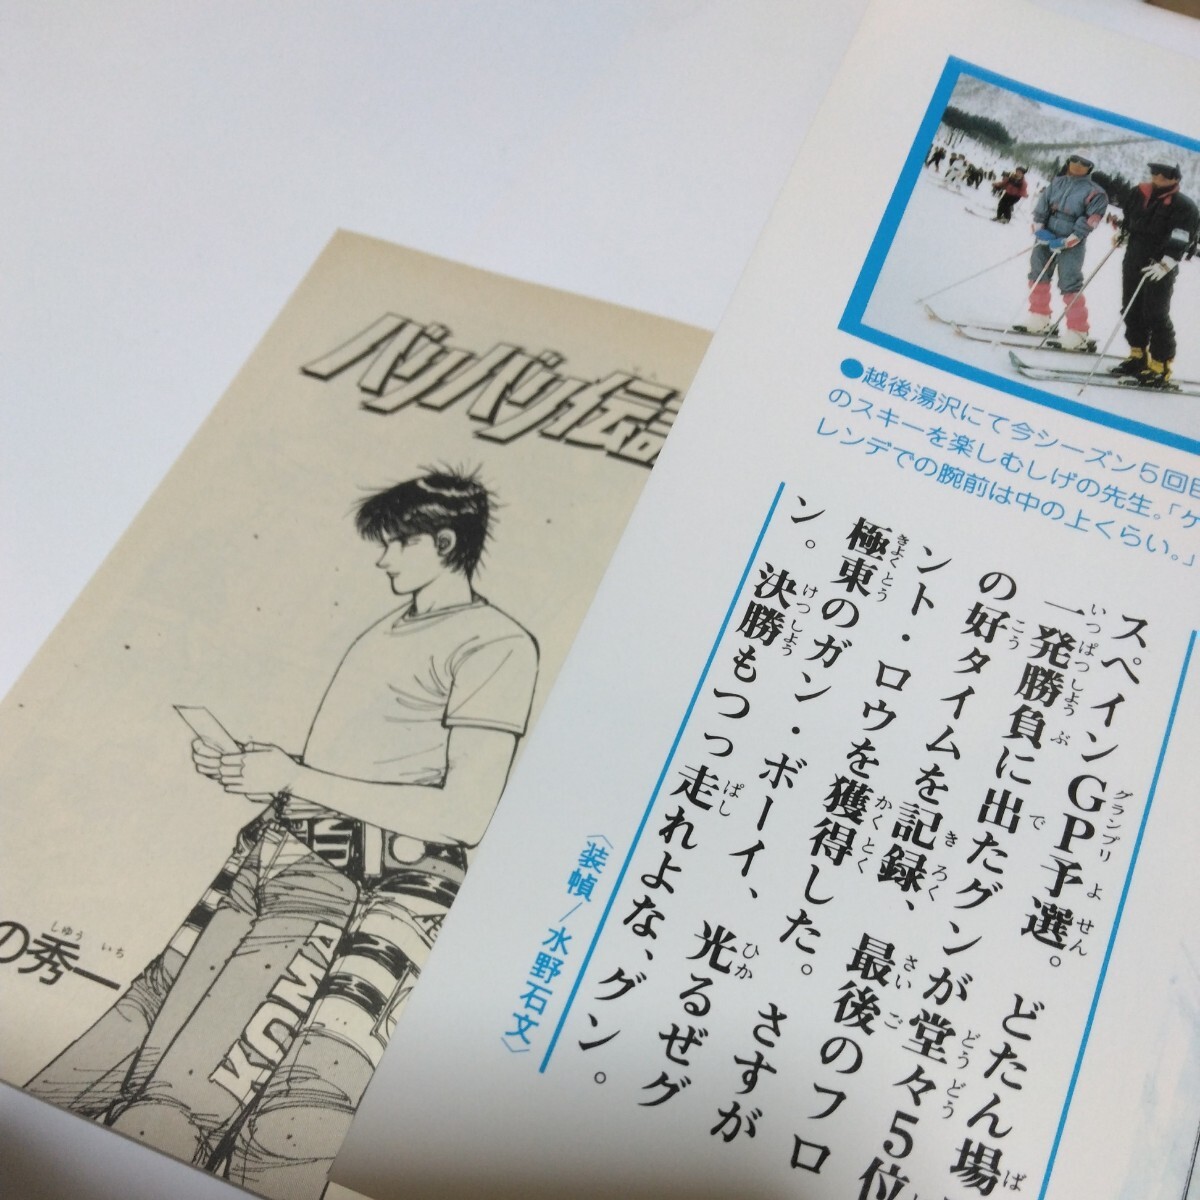 バリバリ伝
の秀一
しゅう いち
●越後湯沢にて今シーズン5回目
のスキーを楽しむしげの先生。「ゲ
レンデでの腕前は中の上くらい。」
スペインGP予選。 どたん場
一発勝負に出たグンが堂々5位
の好タイムを記録、 最後のフロ
ント・ロウを獲得した。 さすが
極東のガン・ボーイ、 光るぜグ
ン。 決勝もつっ走れよな、グン。
〈装幀/水野石文〉